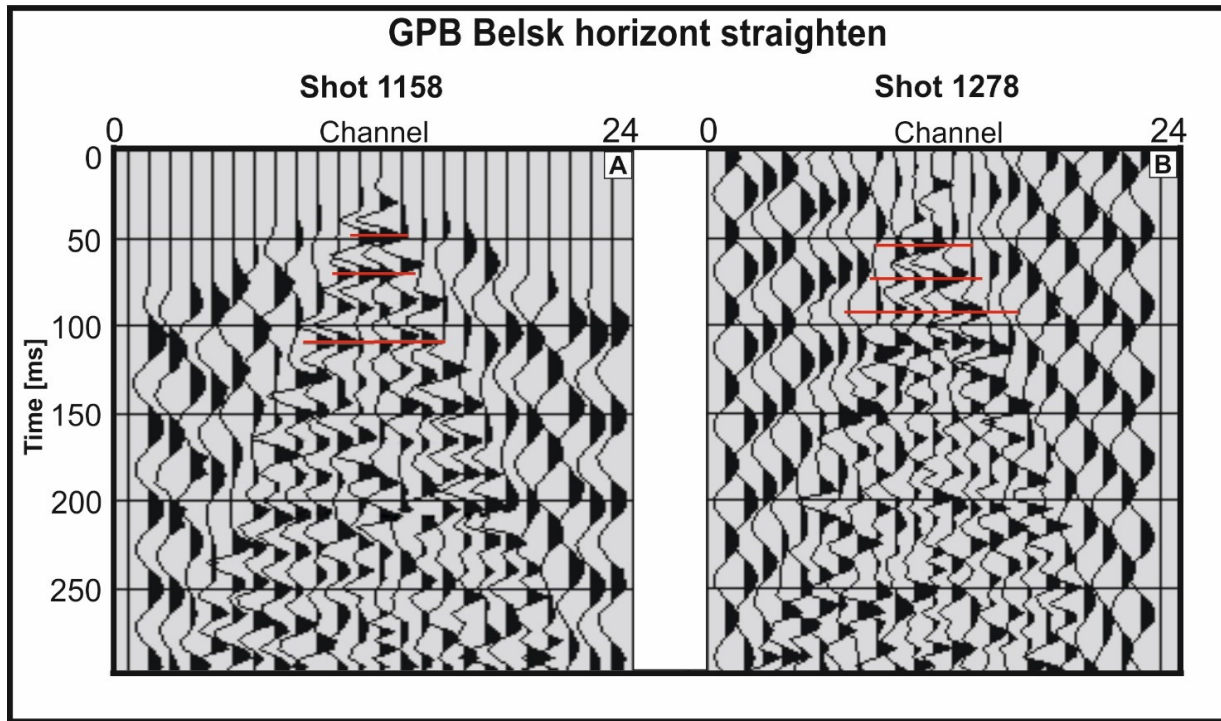 GPB Belsk horizont straighten
Shot 1158 Shot 1278
0 Channel 24 0 Channel 24
0
A B
50
100
Time [ms]
150
200
250